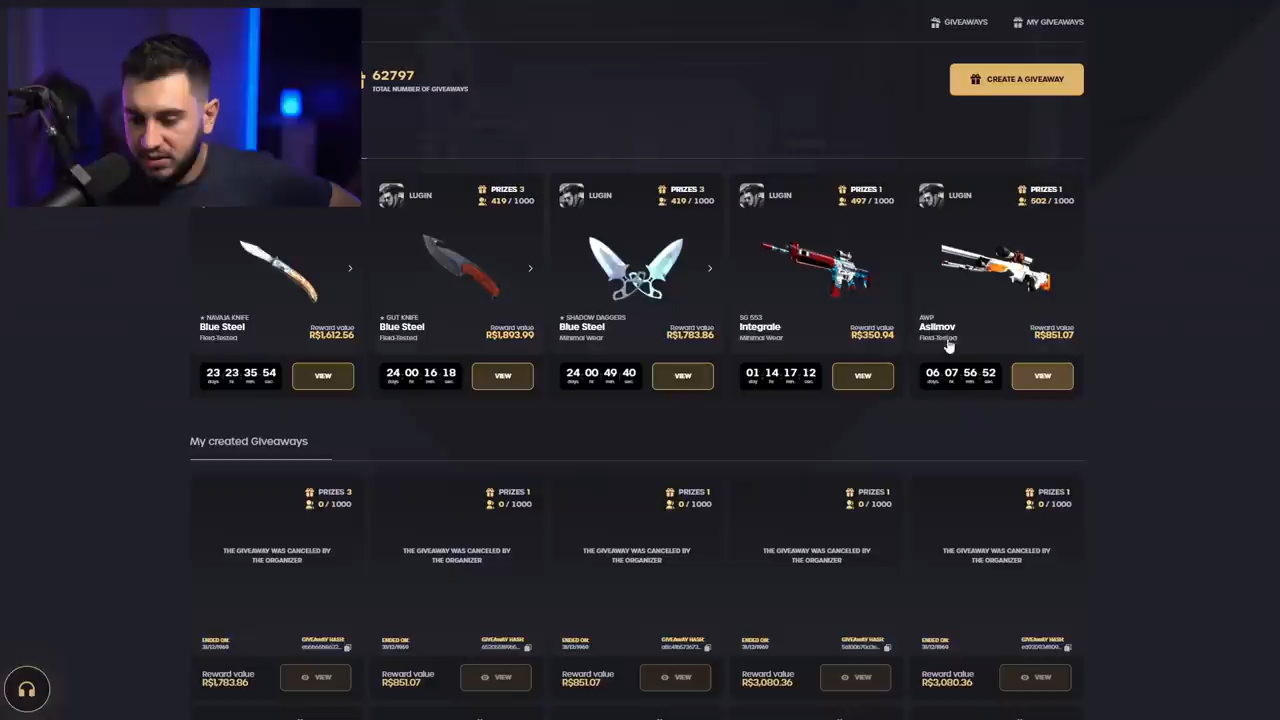 GIVEAWAYS
MY GIVEAWAYS
62797
TOTAL NUMBER OF GIVEAWAYS
CREATE A GIVEAWAY
LUGIN
PRIZES 3
419 / 1000
LUGIN
PRIZES 3
419 / 1000
LUGIN
PRIZES 1
497 / 1000
LUGIN
PRIZES 1
502 / 1000
★ NAVAJA KNIFE
Blue Steel
Field-Tested
Reward value
R$1,612.56
★ GUT KNIFE
Blue Steel
Field-Tested
Reward value
R$1,893.99
★ SHADOW DAGGERS
Blue Steel
Minimal Wear
Reward value
R$1,783.86
SG 553
Integrale
Minimal Wear
Reward value
R$350.94
AWP
Asiimov
Field-Tested
Reward value
R$851.07
23 23 35 54
days hr. min. sec.
VIEW
24 00 16 18
days hr. min. sec.
VIEW
24 00 49 40
days hr. min. sec.
VIEW
01 14 17 12
days hr. min. sec.
VIEW
06 07 56 52
days hr. min. sec.
VIEW
My created Giveaways
PRIZES 3
0 / 1000
THE GIVEAWAY WAS CANCELED BY
THE ORGANIZER
ENDED ON:
31/12/1969
GIVEAWAY HASH:
Reward value
R$1,783.86
VIEW
PRIZES 1
0 / 1000
THE GIVEAWAY WAS CANCELED BY
THE ORGANIZER
ENDED ON:
31/12/1969
GIVEAWAY HASH:
Reward value
R$851.07
VIEW
PRIZES 1
0 / 1000
THE GIVEAWAY WAS CANCELED BY
THE ORGANIZER
ENDED ON:
31/12/1969
GIVEAWAY HASH:
Reward value
R$851.07
VIEW
PRIZES 1
0 / 1000
THE GIVEAWAY WAS CANCELED BY
THE ORGANIZER
ENDED ON:
31/12/1969
GIVEAWAY HASH:
Reward value
R$3,080.36
VIEW
PRIZES 1
0 / 1000
THE GIVEAWAY WAS CANCELED BY
THE ORGANIZER
ENDED ON:
31/12/1969
GIVEAWAY HASH:
Reward value
R$3,080.36
VIEW